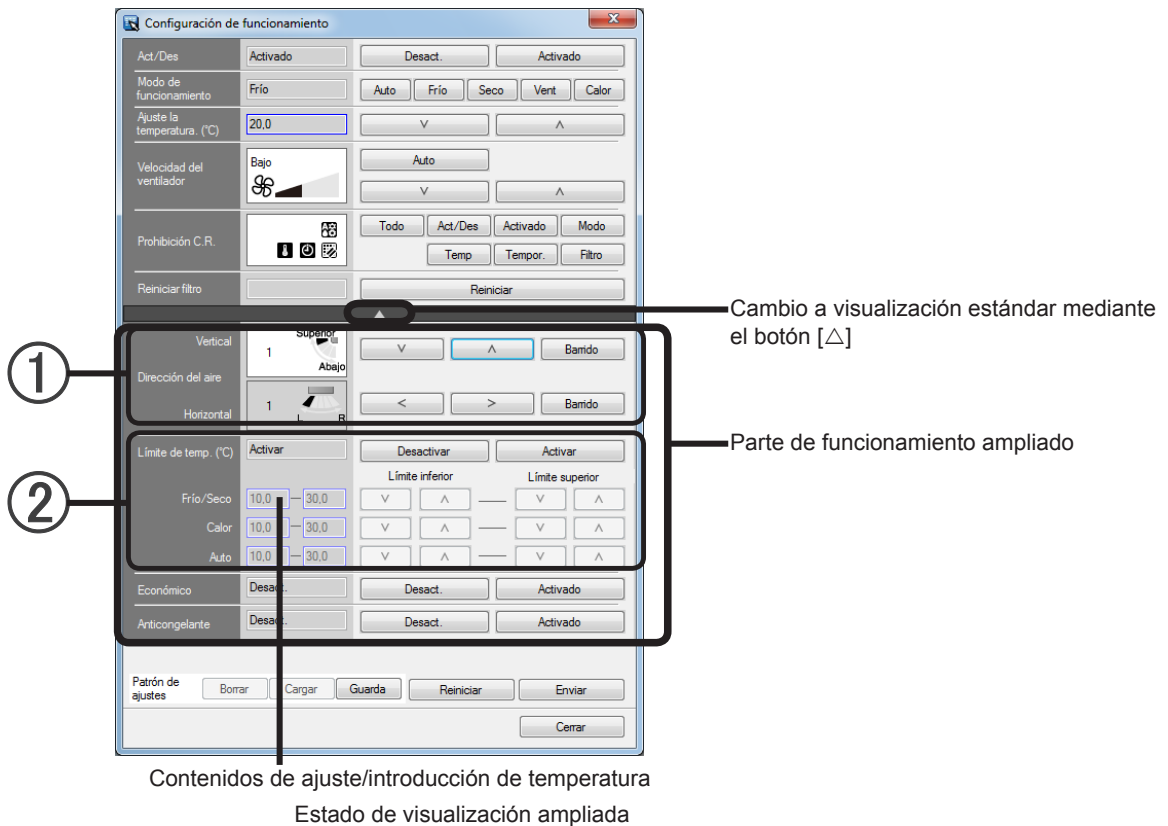 Configuración de funcionamiento
Act/Des Activado Desact. Activado
Modo de
funcionamiento Frío Auto Frío Seco Vent Calor
Ajuste la
temperatura. (°C) 20,0 ∨ ∧
Velocidad del
ventilador Bajo Auto
∨ ∧
Prohibición C.R. Todo Act/Des Activado Modo
Temp Tempor. Filtro
Reiniciar filtro Reiniciar
Cambio a visualización estándar mediante
el botón [△]
① Vertical 1 Superior Abajo ∨ ∧ Barrido
Dirección del aire
Horizontal 1 L R < > Barrido
Parte de funcionamiento ampliado
② Límite de temp. (°C) Activar Desactivar Activar
Límite inferior Límite superior
Frío/Seco 10,0 — 30,0 ∨ ∧ — ∨ ∧
Calor 10,0 — 30,0 ∨ ∧ — ∨ ∧
Auto 10,0 — 30,0 ∨ ∧ — ∨ ∧
Económico Desact. Desact. Activado
Anticongelante Desact. Desact. Activado
Patrón de
ajustes Borrar Cargar Guarda Reiniciar Enviar
Cerrar
Contenidos de ajuste/introducción de temperatura
Estado de visualización ampliada